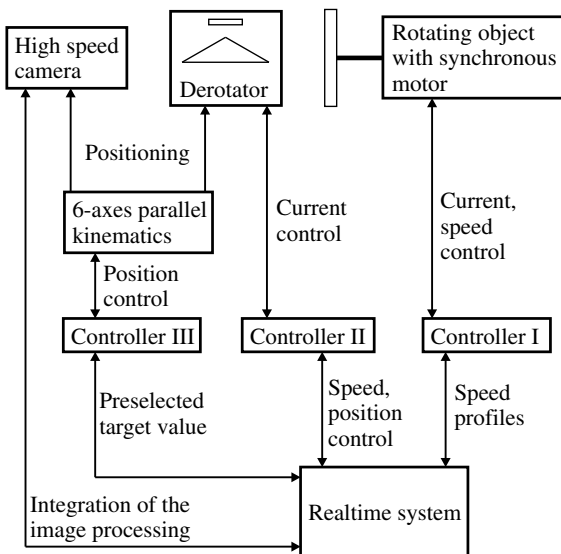 High speed
camera
Derotator
Rotating object
with synchronous
motor
Positioning
6-axes parallel
kinematics
Current
control
Current,
speed
control
Position
control
Controller III
Controller II
Controller I
Preselected
target value
Speed,
position
control
Speed
profiles
Integration of the
image processing
Realtime system